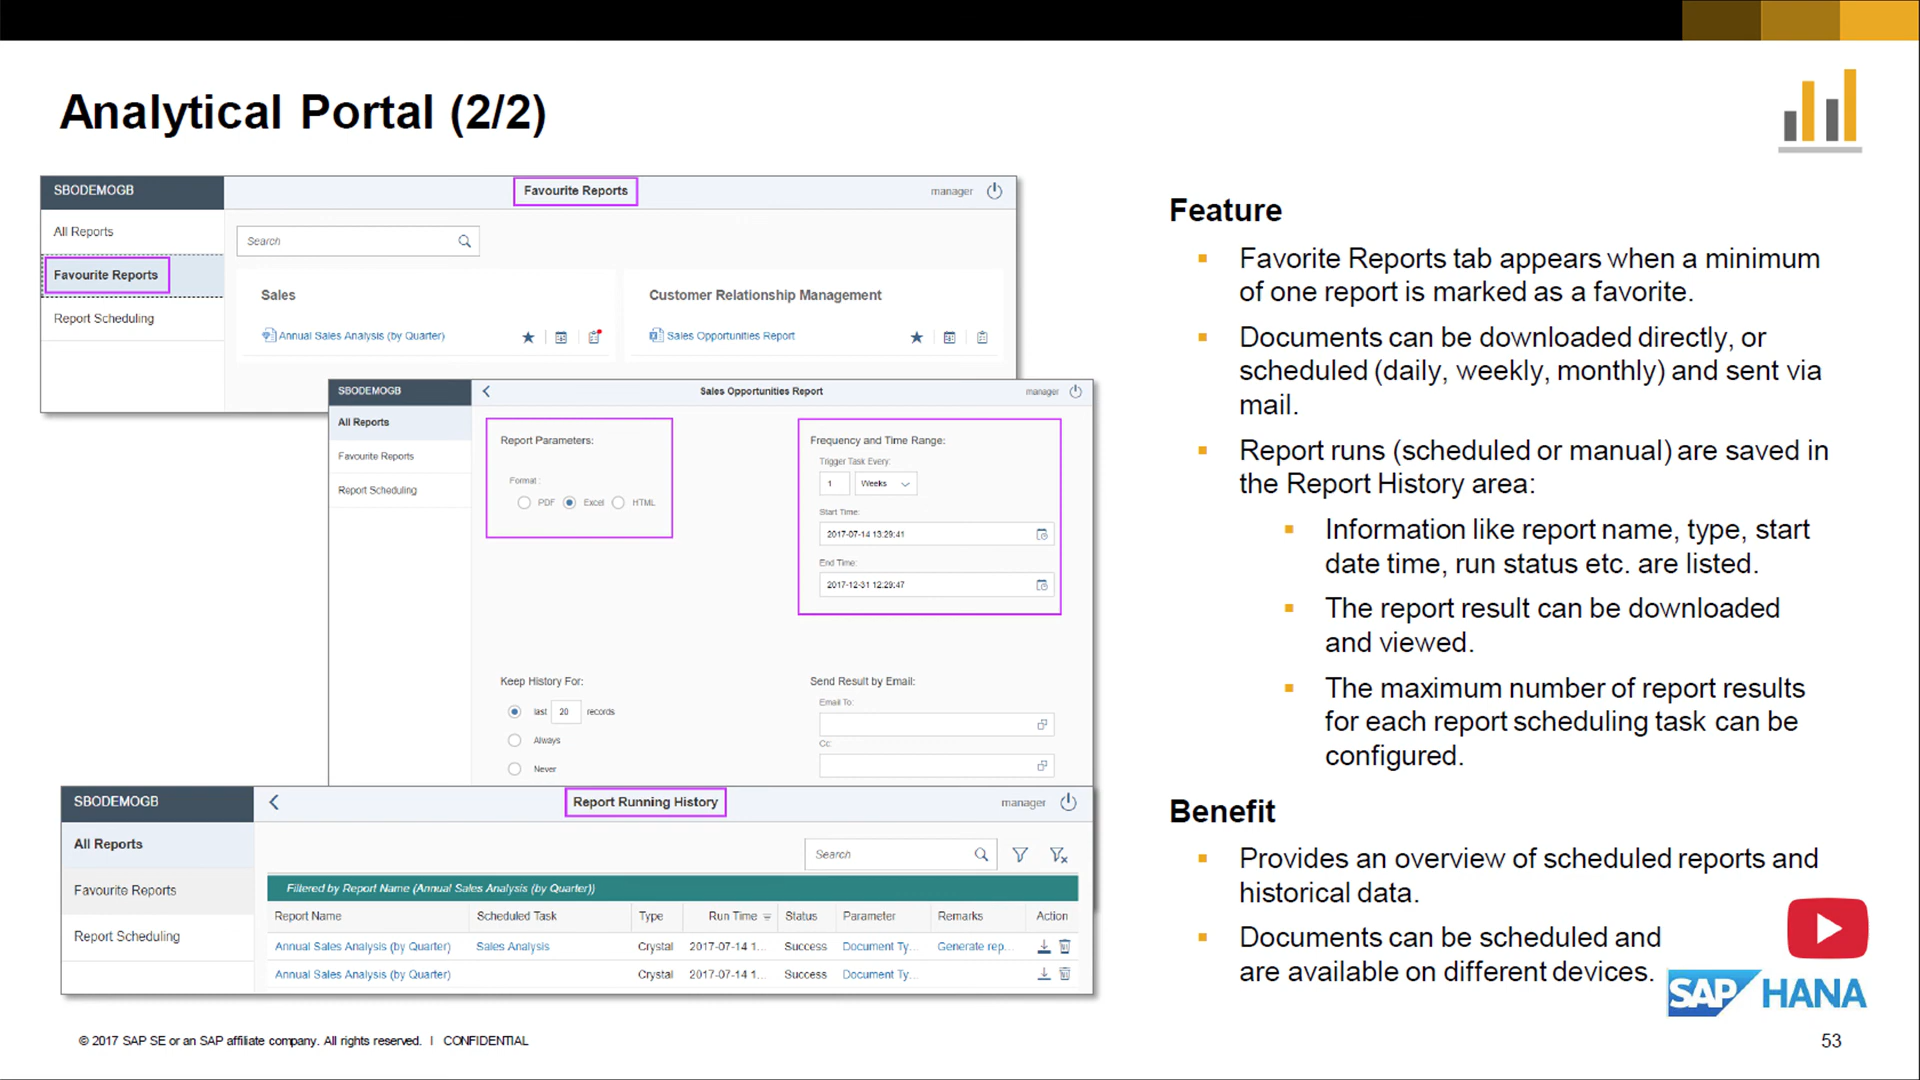 Analytical Portal (2/2)
SBODEMOGB
Favourite Reports
manager
All Reports
Favourite Reports
Report Scheduling
Search
Sales
Customer Relationship Management
Annual Sales Analysis (by Quarter)
Sales Opportunities Report
SBODEMOGB
Sales Opportunities Report
manager
All Reports
Favourite Reports
Report Scheduling
Report Parameters:
Format :
PDF Excel HTML
Frequency and Time Range:
Trigger Task Every:
1 Weeks
Start Time:
2017-07-14 13:29:41
End Time:
2017-12-31 12:29:47
Keep History For:
last 20 records
Always
Never
Send Result by Email:
Email To:
Cc:
SBODEMOGB
Report Running History
manager
All Reports
Favourite Reports
Report Scheduling
Search
Filtered by Report Name (Annual Sales Analysis (by Quarter))
Report Name Scheduled Task Type Run Time Status Parameter Remarks Action
Annual Sales Analysis (by Quarter) Sales Analysis Crystal 2017-07-14 1... Success Document Ty... Generate rep...
Annual Sales Analysis (by Quarter) Crystal 2017-07-14 1... Success Document Ty...
Feature
Favorite Reports tab appears when a minimum
of one report is marked as a favorite.
Documents can be downloaded directly, or
scheduled (daily, weekly, monthly) and sent via
mail.
Report runs (scheduled or manual) are saved in
the Report History area:
Information like report name, type, start
date time, run status etc. are listed.
The report result can be downloaded
and viewed.
The maximum number of report results
for each report scheduling task can be
configured.
Benefit
Provides an overview of scheduled reports and
historical data.
Documents can be scheduled and
are available on different devices.
SAP HANA
© 2017 SAP SE or an SAP affiliate company. All rights reserved. I CONFIDENTIAL
53